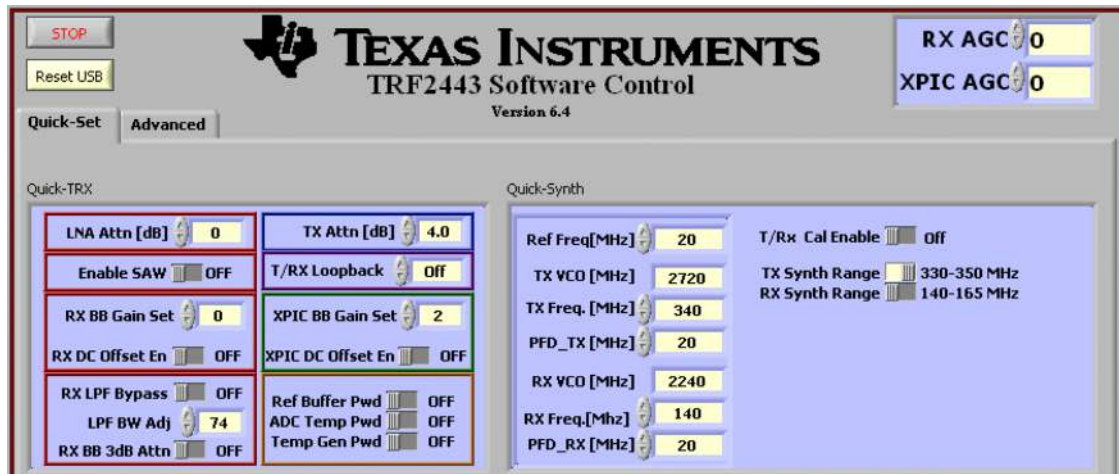 STOP
Reset USB
TEXAS INSTRUMENTS
TRF2443 Software Control
Version 6.4
RX AGC 0
XPIC AGC 0
Quick-Set Advanced
Quick-TRX
LNA Attn [dB] 0
TX Attn [dB] 4.0
Enable SAW OFF
T/RX Loopback Off
RX BB Gain Set 0
XPIC BB Gain Set 2
RX DC Offset En OFF
XPIC DC Offset En OFF
RX LPF Bypass OFF
LPF BW Adj 74
RX BB 3dB Attn OFF
Ref Buffer Pwd OFF
ADC Temp Pwd OFF
Temp Gen Pwd OFF
Quick-Synth
Ref Freq[MHz] 20
TX VCO [MHz] 2720
TX Freq. [MHz] 340
PFD_TX [MHz] 20
RX VCO [MHz] 2240
RX Freq.[Mhz] 140
PFD_RX [MHz] 20
T/Rx Cal Enable Off
TX Synth Range 330-350 MHz
RX Synth Range 140-165 MHz